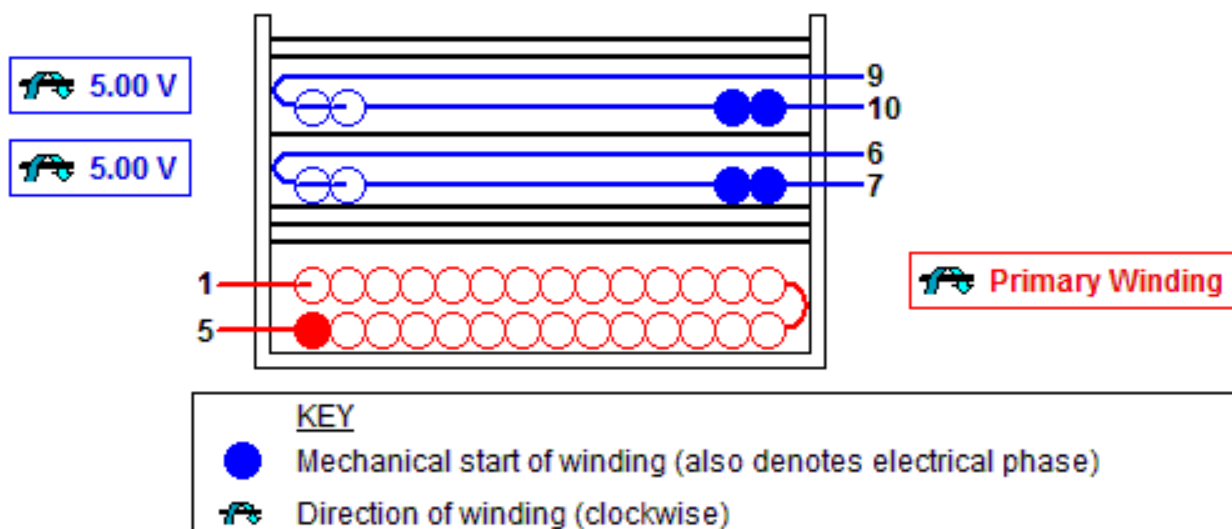 5.00 V
9
10
5.00 V
6
7
1
Primary Winding
5
KEY
Mechanical start of winding (also denotes electrical phase)
Direction of winding (clockwise)